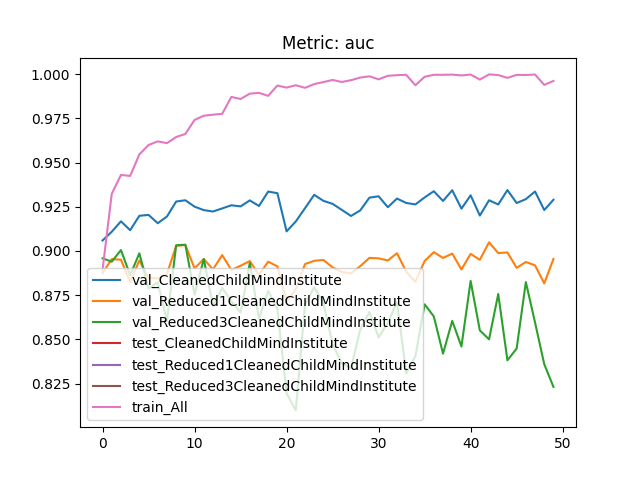 Metric: auc
1.000
0.975
0.950
0.925
0.900
0.875
0.850
0.825
val_CleanedChildMindInstitute
val_Reduced1CleanedChildMindInstitute
val_Reduced3CleanedChildMindInstitute
test_CleanedChildMindInstitute
test_Reduced1CleanedChildMindInstitute
test_Reduced3CleanedChildMindInstitute
train_All
0 10 20 30 40 50